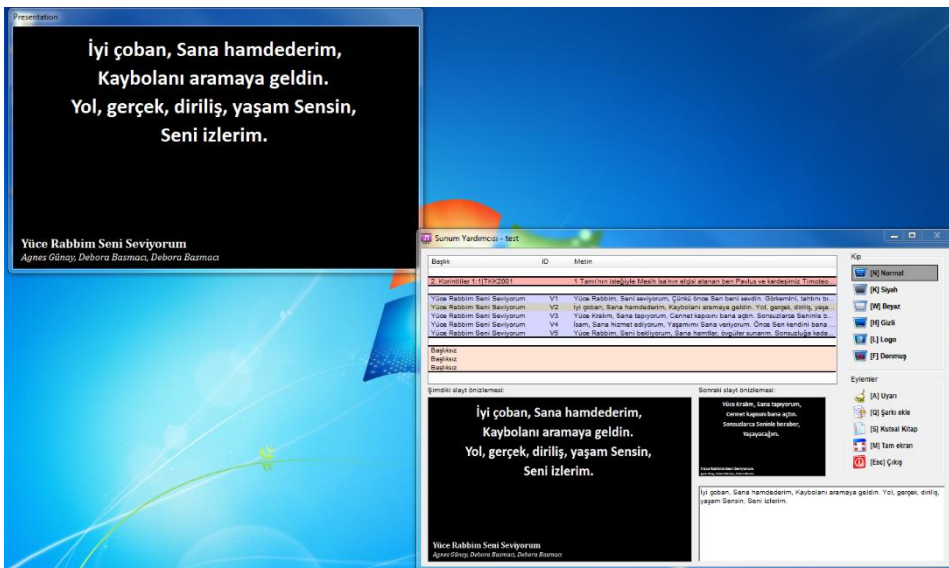 Presentation
İyi çoban, Sana hamdederim,
Kaybolanı aramaya geldin.
Yol, gerçek, diriliş, yaşam Sensin,
Seni izlerim.
Yüce Rabbim Seni Seviyorum
Agnes Günay, Debora Basmacı, Debora Basmacı
Sunum Yardımcısı - test
Başlık ID Metin
2. Korintliler 1:1(TKK2001 1 Tanrı'nın isteğiyle Mesih İsa'nın elçisi atanan ben Pavlus ve kardeşimiz Timoteo...
Yüce Rabbim Seni Seviyorum V1 Yüce Rabbim, Seni seviyorum, Çünkü önce Sen beni sevdin. Görkemini, tahtını bı...
Yüce Rabbim Seni Seviyorum V2 İyi çoban, Sana hamdederim, Kaybolanı aramaya geldin. Yol, gerçek, diriliş, yaşa...
Yüce Rabbim Seni Seviyorum V3 Yüce Kralım, Sana tapıyorum, Cennet kapısını bana açtın. Sonsuzlarca Seninle b...
Yüce Rabbim Seni Seviyorum V4 İsam, Sana hizmet ediyorum, Yaşamımı Sana veriyorum. Önce Sen kendini bana ...
Yüce Rabbim Seni Seviyorum V5 Yüce Rabbim, Seni bekliyorum, Sana hamtlar, övgüler sunarım. Sonsuzluğa kada...
Başlıksız
Başlıksız
Başlıksız
Şimdiki slayt önizlemesi:
İyi çoban, Sana hamdederim,
Kaybolanı aramaya geldin.
Yol, gerçek, diriliş, yaşam Sensin,
Seni izlerim.
Yüce Rabbim Seni Seviyorum
Agnes Günay, Debora Basmacı, Debora Basmacı
Sonraki slayt önizlemesi:
Yüce Kralım, Sana tapıyorum,
Cennet kapısını bana açtın.
Sonsuzlarca Seninle beraber,
Yaşayacağım.
Yüce Rabbim Seni Seviyorum
İyi çoban, Sana hamdederim, Kaybolanı aramaya geldin. Yol, gerçek, diriliş,
yaşam Sensin, Seni izlerim.
Kip
[N] Normal
[K] Siyah
[W] Beyaz
[H] Gizli
[L] Logo
[F] Donmuş
Eylemler
[A] Uyarı
[Q] Şarkı ekle
[S] Kutsal Kitap
[M] Tam ekran
[Esc] Çıkış